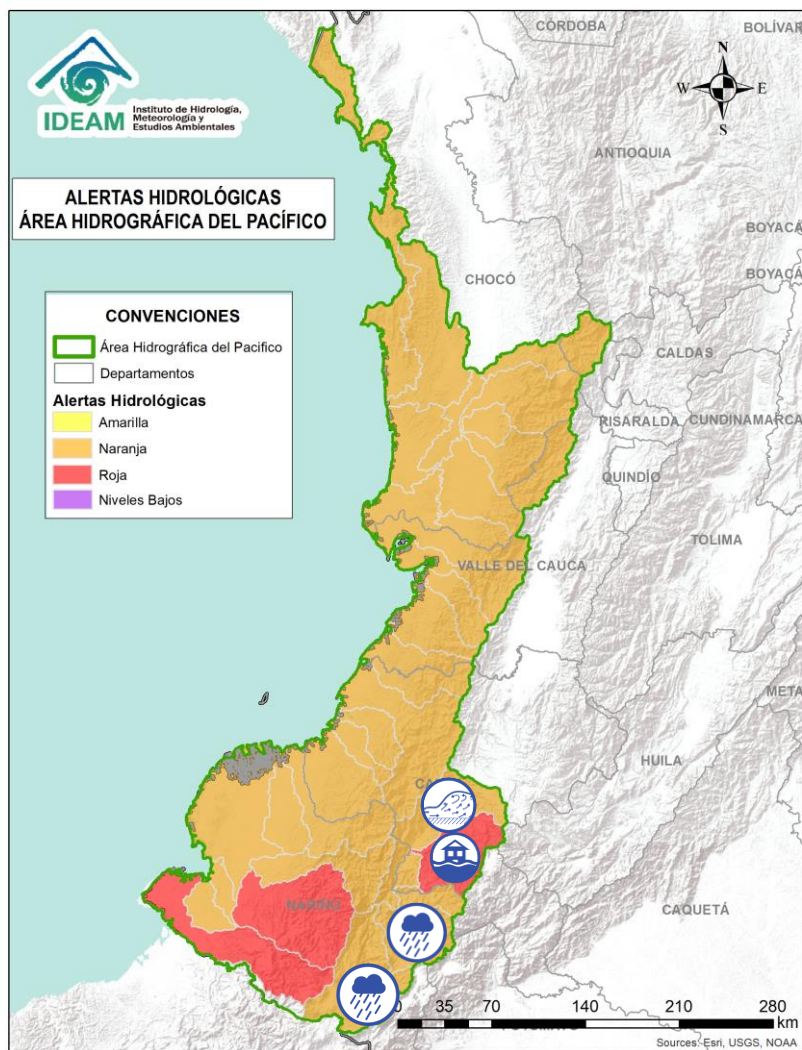 CÓRDOBA
BOLÍVAR
N
W
E
S
IDEAM
Instituto de Hidrología,
Meteorología y
Estudios Ambientales
ANTIOQUIA
ALERTAS HIDROLÓGICAS
ÁREA HIDROGRÁFICA DEL PACÍFICO
BOYACÁ
BOYACÁ
CHOCÓ
CONVENCIONES
Área Hidrográfica del Pacifico
Departamentos
Alertas Hidrológicas
Amarilla
Naranja
Roja
Niveles Bajos
CALDAS
RISARALDA
CUNDINAMARCA
QUINDÍO
TOLIMA
VALLE DEL CAUCA
META
HUILA
NARIÑO
CAQUETÁ
0 35 70 140 210 280
km
Sources: Esri, USGS, NOAA